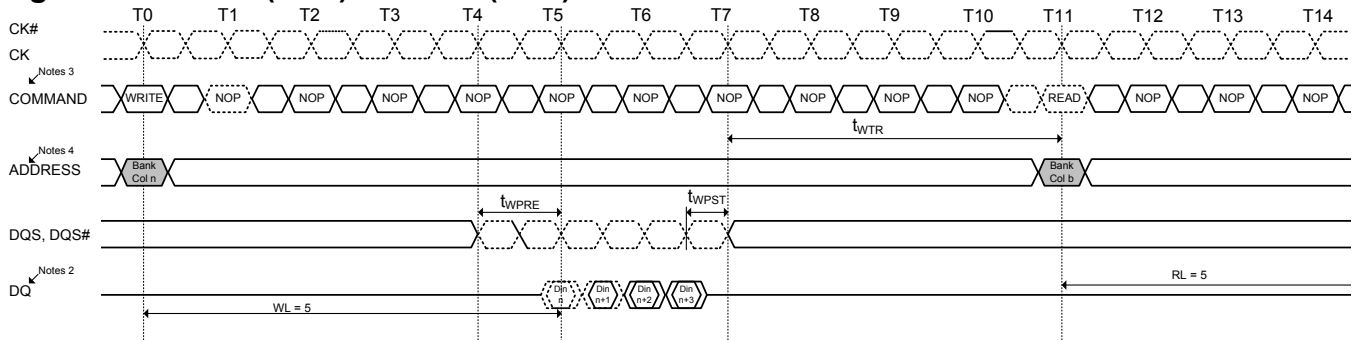 T0 T1 T2 T3 T4 T5 T6 T7 T8 T9 T10 T11 T12 T13 T14
CK#
CK
Notes 3
COMMAND WRITE NOP NOP NOP NOP NOP NOP NOP NOP NOP NOP READ NOP NOP NOP
tWTR
Notes 4
ADDRESS Bank Col n Bank Col b
tWPRE tWPST
DQS, DQS#
Notes 2
DQ Din n Din n+1 Din n+2 Din n+3
RL = 5
WL = 5